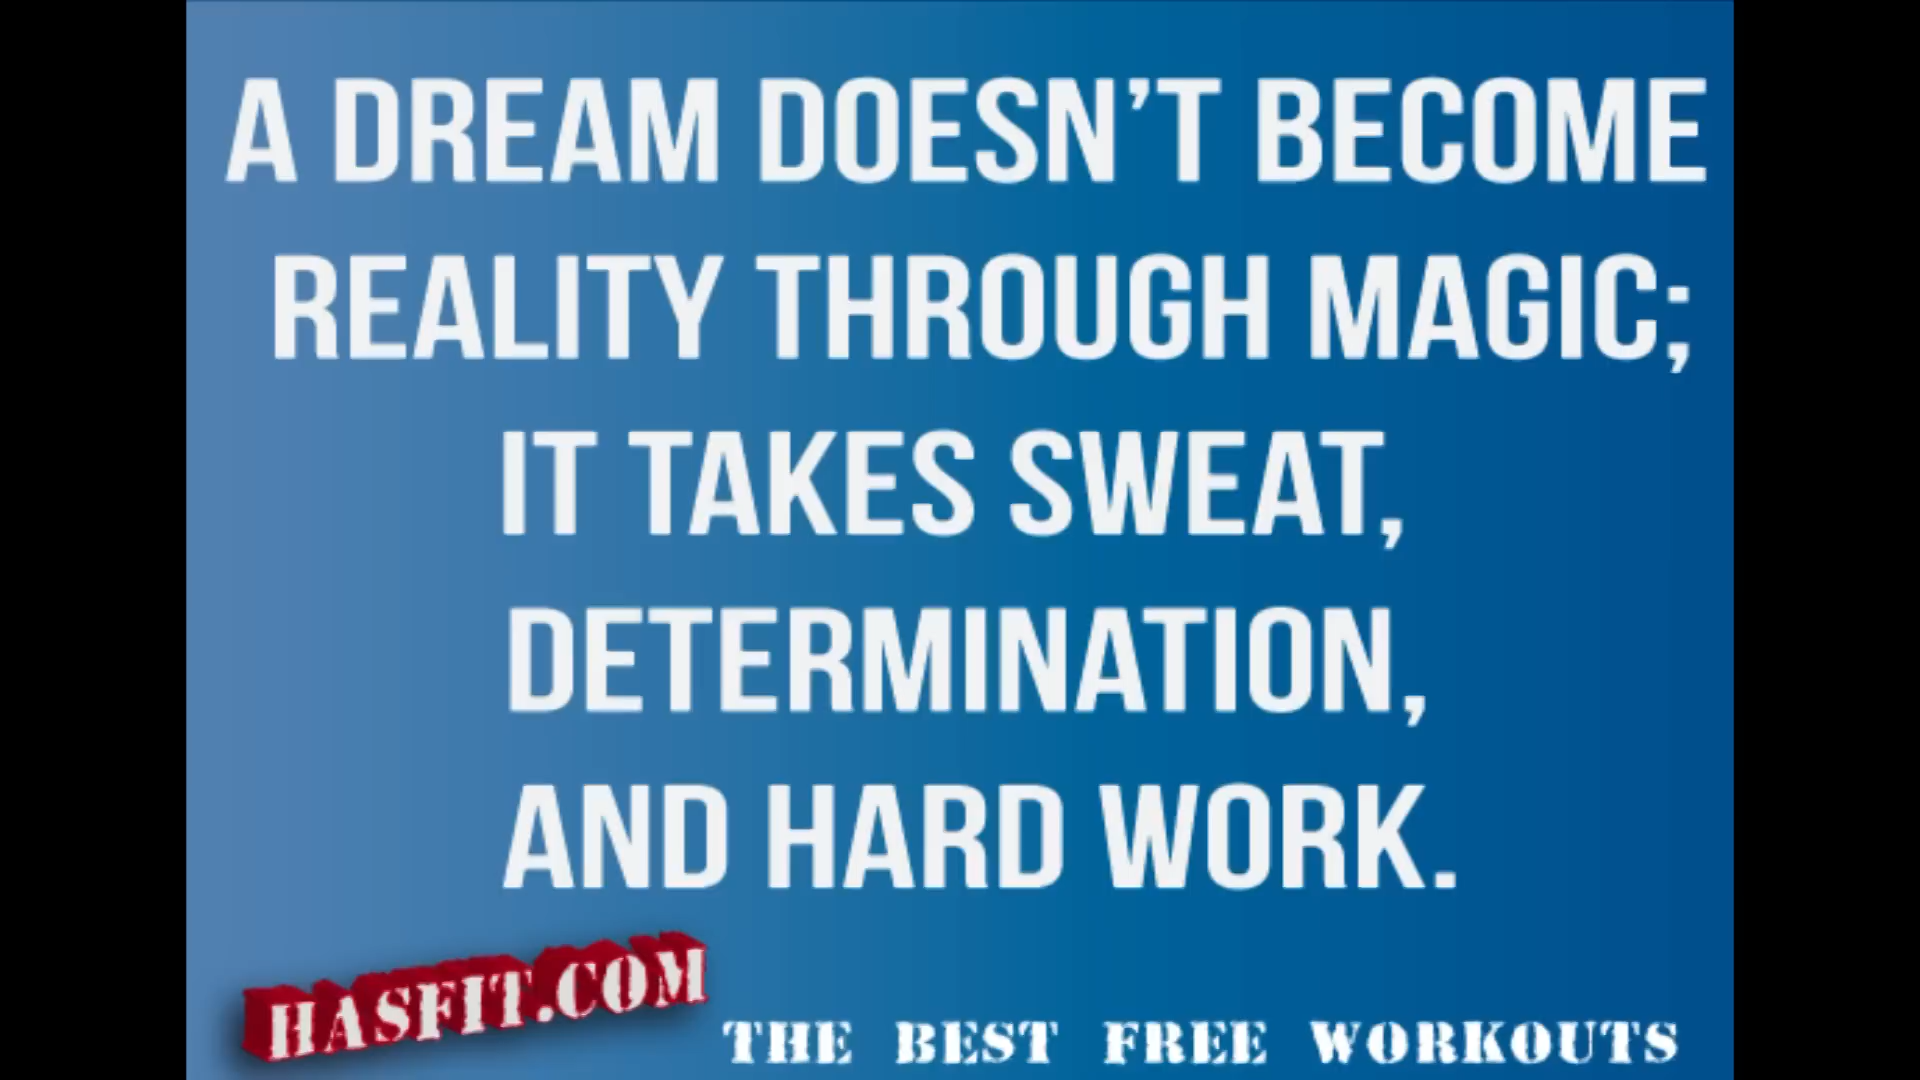 A DREAM DOESN'T BECOME
REALITY THROUGH MAGIC;
IT TAKES SWEAT,
DETERMINATION,
AND HARD WORK.
HASFIT.COM
THE BEST FREE WORKOUTS